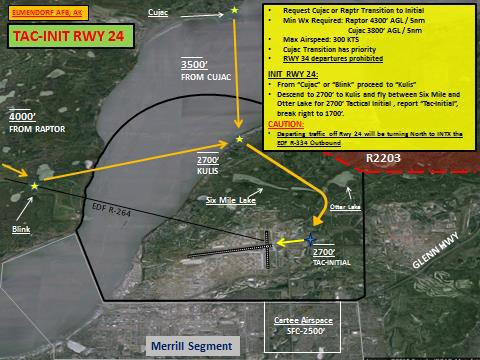 ELMENDORF AFB, AK
TAC-INIT RWY 24
Cujac
• Request Cujac or Raptr Transition to Initial
• Min Wx Required: Raptor 4300' AGL / 5nm
Cujac 3800' AGL / 5nm
• Max Airspeed: 300 KTS
• Cujac Transition has priority
• RWY 34 departures prohibited
INIT RWY 24:
• From "Cujac" or "Blink" proceed to "Kulis"
• Descend to 2700' to Kulis and fly between Six Mile and
Otter Lake for 2700' Tactical Initial , report "Tac-Initial",
break right to 1700'.
CAUTION:
• Departing traffic off Rwy 24 will be turning North to INTX the
EDF R-334 Outbound
3500'
FROM CUJAC
4000'
FROM RAPTOR
R2203
2700'
KULIS
Six Mile Lake
Otter Lake
EDF R-264
Blink
2700'
TAC-INITIAL
GLENN HWY
Cartee Airspace
SFC-2500'
Merrill Segment